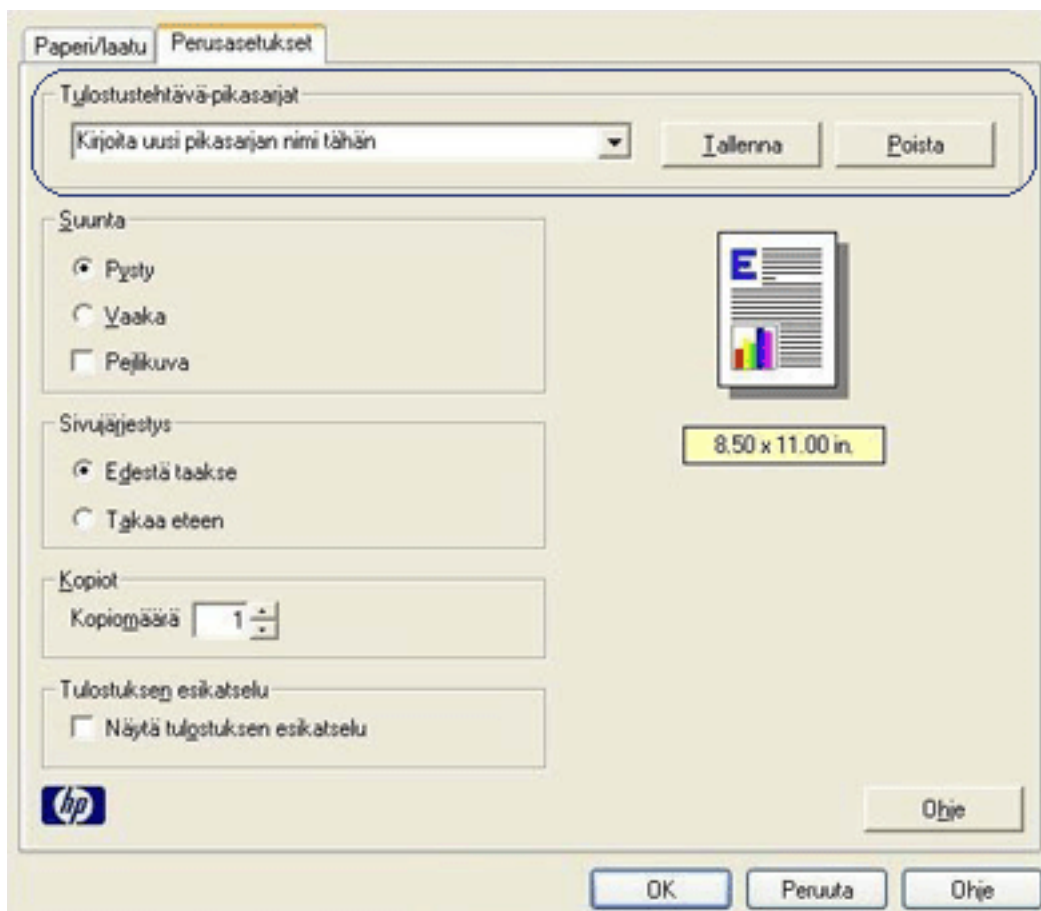 Paperi/laatu Perusasetukset
Tulostustehtävä-pikasarjat
Kirjoita uusi pikasarjan nimi tähän Tallenna Poista
Suunta
Pysty
Vaaka
Peilikuva
E
8.50 x 11.00 in.
Sivujärjestys
Edestä taakse
Takaa eteen
Kopiot
Kopiomäärä 1
Tulostuksen esikatselu
Näytä tulostuksen esikatselu
hp
Ohje
OK Peruuta Ohje